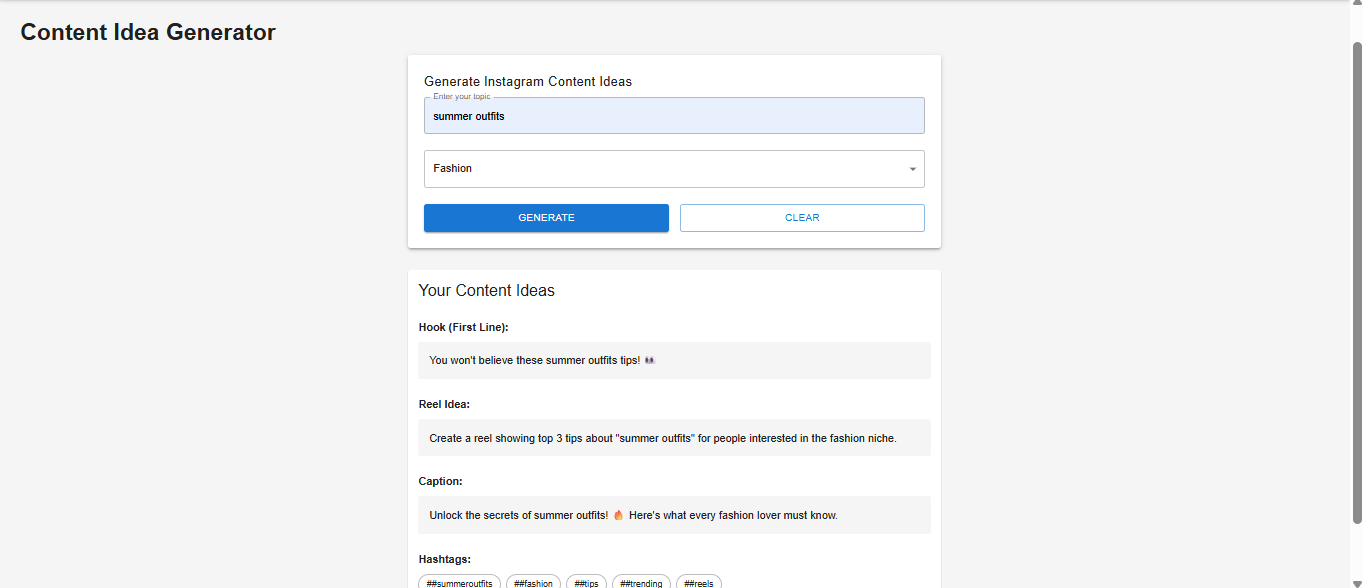 Content Idea Generator
Generate Instagram Content Ideas
Enter your topic
summer outfits
Fashion
GENERATE
CLEAR
Your Content Ideas
Hook (First Line):
You won't believe these summer outfits tips! 👀
Reel Idea:
Create a reel showing top 3 tips about "summer outfits" for people interested in the fashion niche.
Caption:
Unlock the secrets of summer outfits! 🔥 Here's what every fashion lover must know.
Hashtags:
##summeroutfits ##fashion ##tips ##trending ##reels